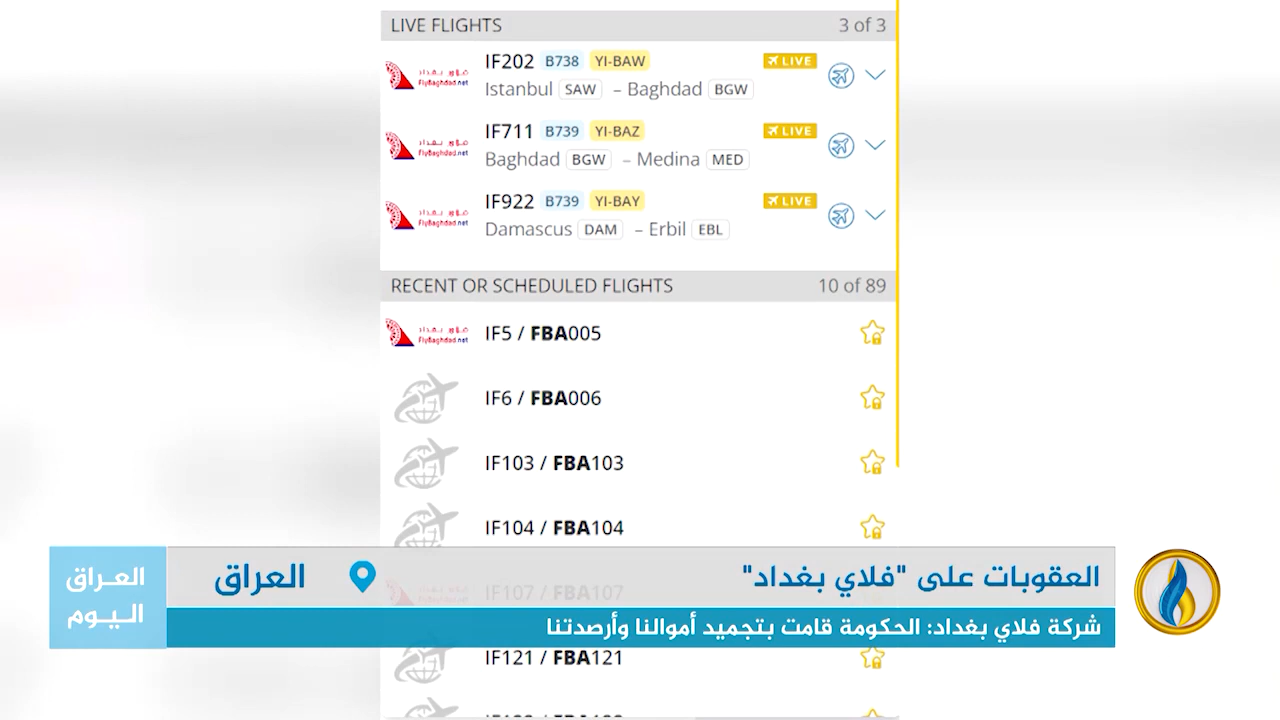 LIVE FLIGHTS 3 of 3
IF202 B738 YI-BAW LIVE
Istanbul SAW – Baghdad BGW
IF711 B739 YI-BAZ LIVE
Baghdad BGW – Medina MED
IF922 B739 YI-BAY LIVE
Damascus DAM – Erbil EBL
RECENT OR SCHEDULED FLIGHTS 10 of 89
IF5 / FBA005
IF6 / FBA006
IF103 / FBA103
IF104 / FBA104
العقوبات على "فلاي بغداد"
العراق
IF107 / FBA107
شركة فلاي بغداد: الحكومة قامت بتجميد أموالنا وأرصدتنا
العراق
اليوم
IF121 / FBA121